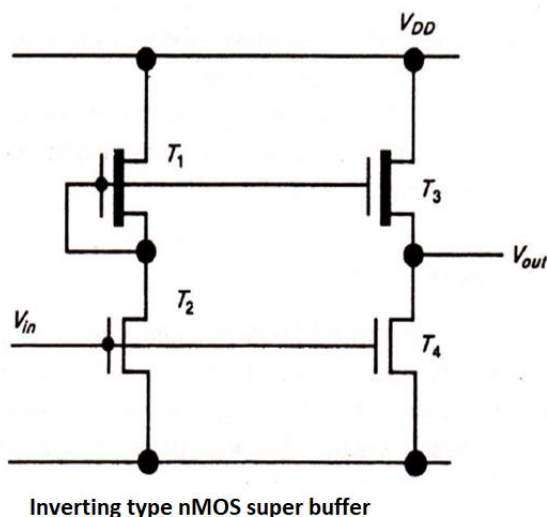 VDD
T1
T3
Vout
T2
Vin
T4
Inverting type nMOS super buffer